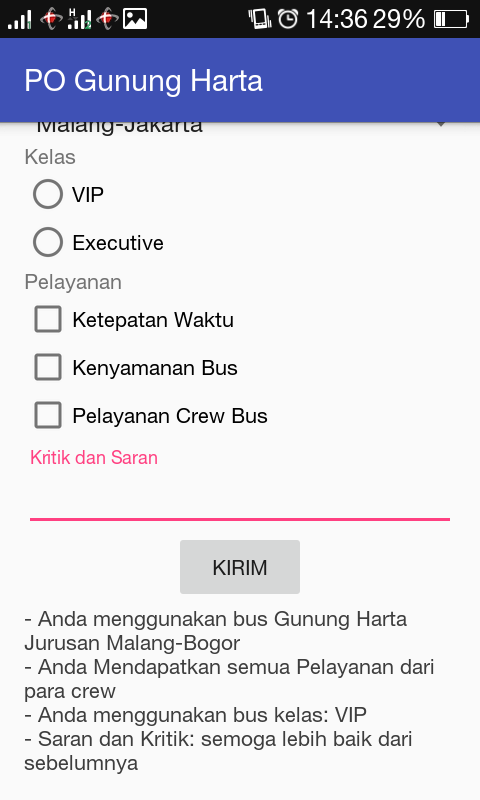 14:36 29%
PO Gunung Harta
Malang-Jakarta
Kelas
VIP
Executive
Pelayanan
Ketepatan Waktu
Kenyamanan Bus
Pelayanan Crew Bus
Kritik dan Saran
KIRIM
- Anda menggunakan bus Gunung Harta
Jurusan Malang-Bogor
- Anda Mendapatkan semua Pelayanan dari
para crew
- Anda menggunakan bus kelas: VIP
- Saran dan Kritik: semoga lebih baik dari
sebelumnya